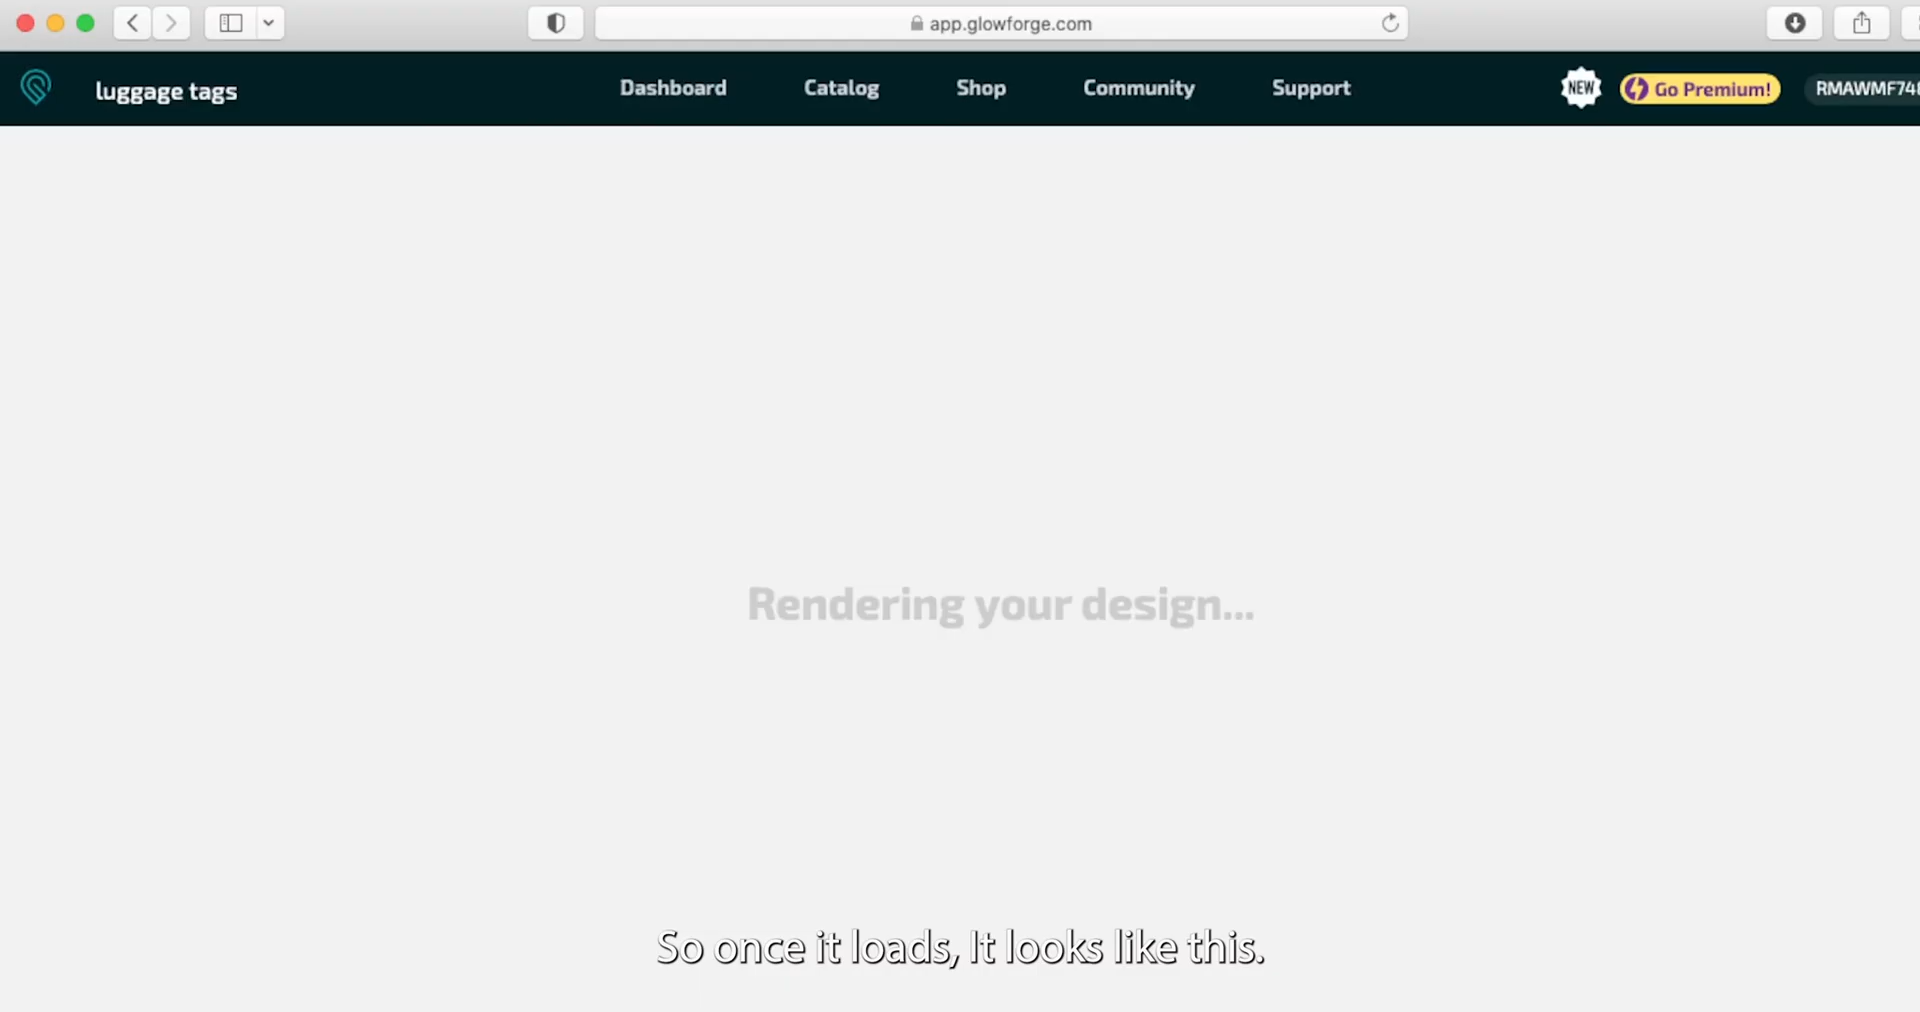 app.glowforge.com
luggage tags
Dashboard
Catalog
Shop
Community
Support
NEW
Go Premium!
RMAWMF74
Rendering your design...
So once it loads, It looks like this.